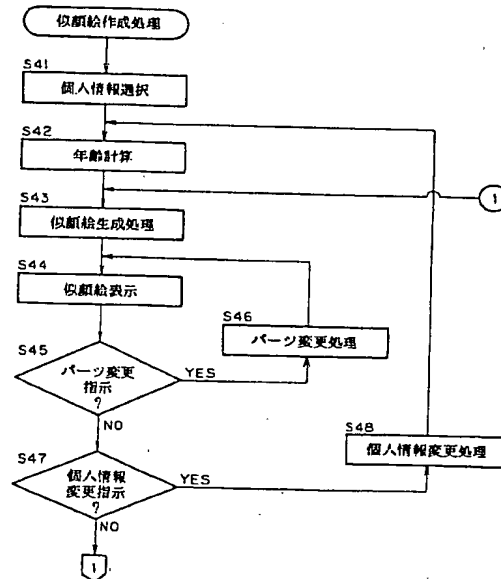 似顔絵作成処理
S41
個人情報選択
S42
年齢計算
1
S43
似顔絵生成処理
S44
似顔絵表示
S46
パーツ変更処理
S45
パーツ変更
指示
?
YES
NO
S48
個人情報変更処理
S47
個人情報
変更指示
?
YES
NO
1